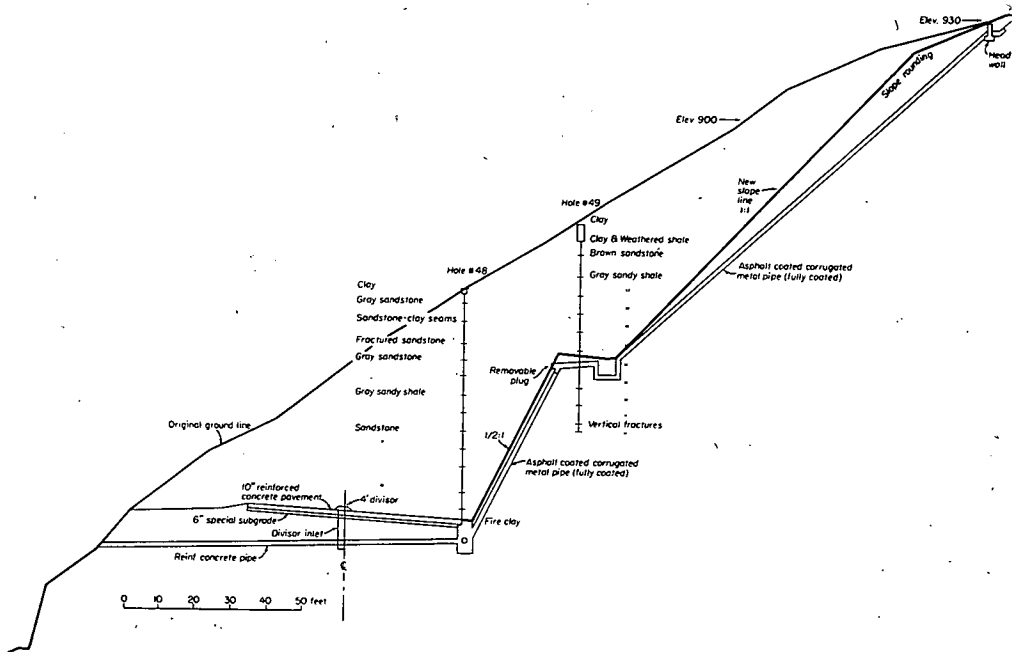 Elev. 930
Head
wall
Slope rounding
Elev 900
New
slope
line
1:1
Hole #49
Clay
Clay & Weathered shale
Brown sandstone
Gray sandy shale
Asphalt coated corrugated
metal pipe (fully coated)
Hole #48
Clay
Gray sandstone
Sandstone-clay seams
Fractured sandstone
Gray sandstone
Gray sandy shale
Sandstone
Removable
plug
Vertical fractures
1/2:1
Asphalt coated corrugated
metal pipe (fully coated)
Original ground line
10" reinforced
concrete pavement
4' divisor
6" special subgrade
Divisor inlet
Fire clay
Reinf concrete pipe
℄
0 10 20 30 40 50 feet